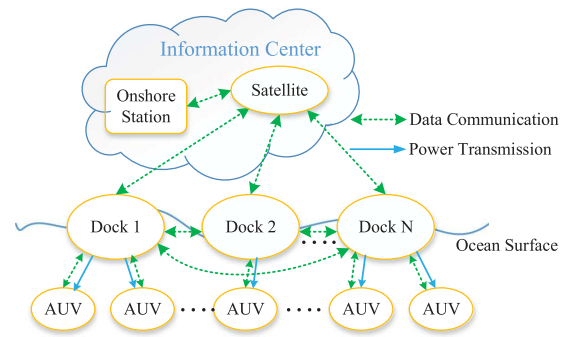 Information Center
Onshore
Station
Satellite
Data Communication
Power Transmission
Dock 1
Dock 2
Dock N
....
Ocean Surface
AUV
AUV
....
AUV
....
AUV
AUV